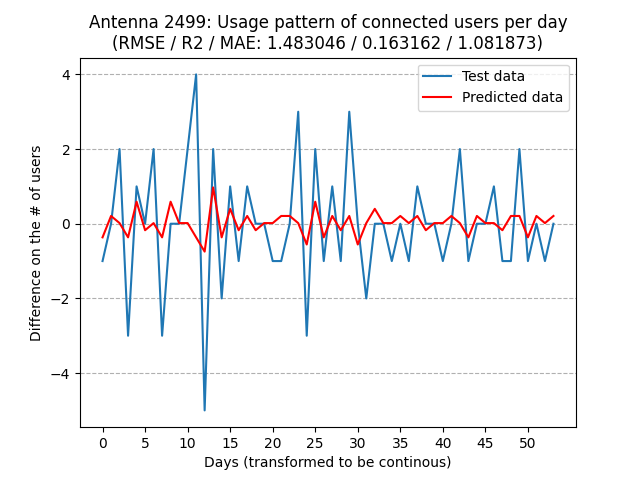 Antenna 2499: Usage pattern of connected users per day
(RMSE / R2 / MAE: 1.483046 / 0.163162 / 1.081873)
Test data
Predicted data
4
2
0
−2
−4
Difference on the # of users
0 5 10 15 20 25 30 35 40 45 50
Days (transformed to be continous)